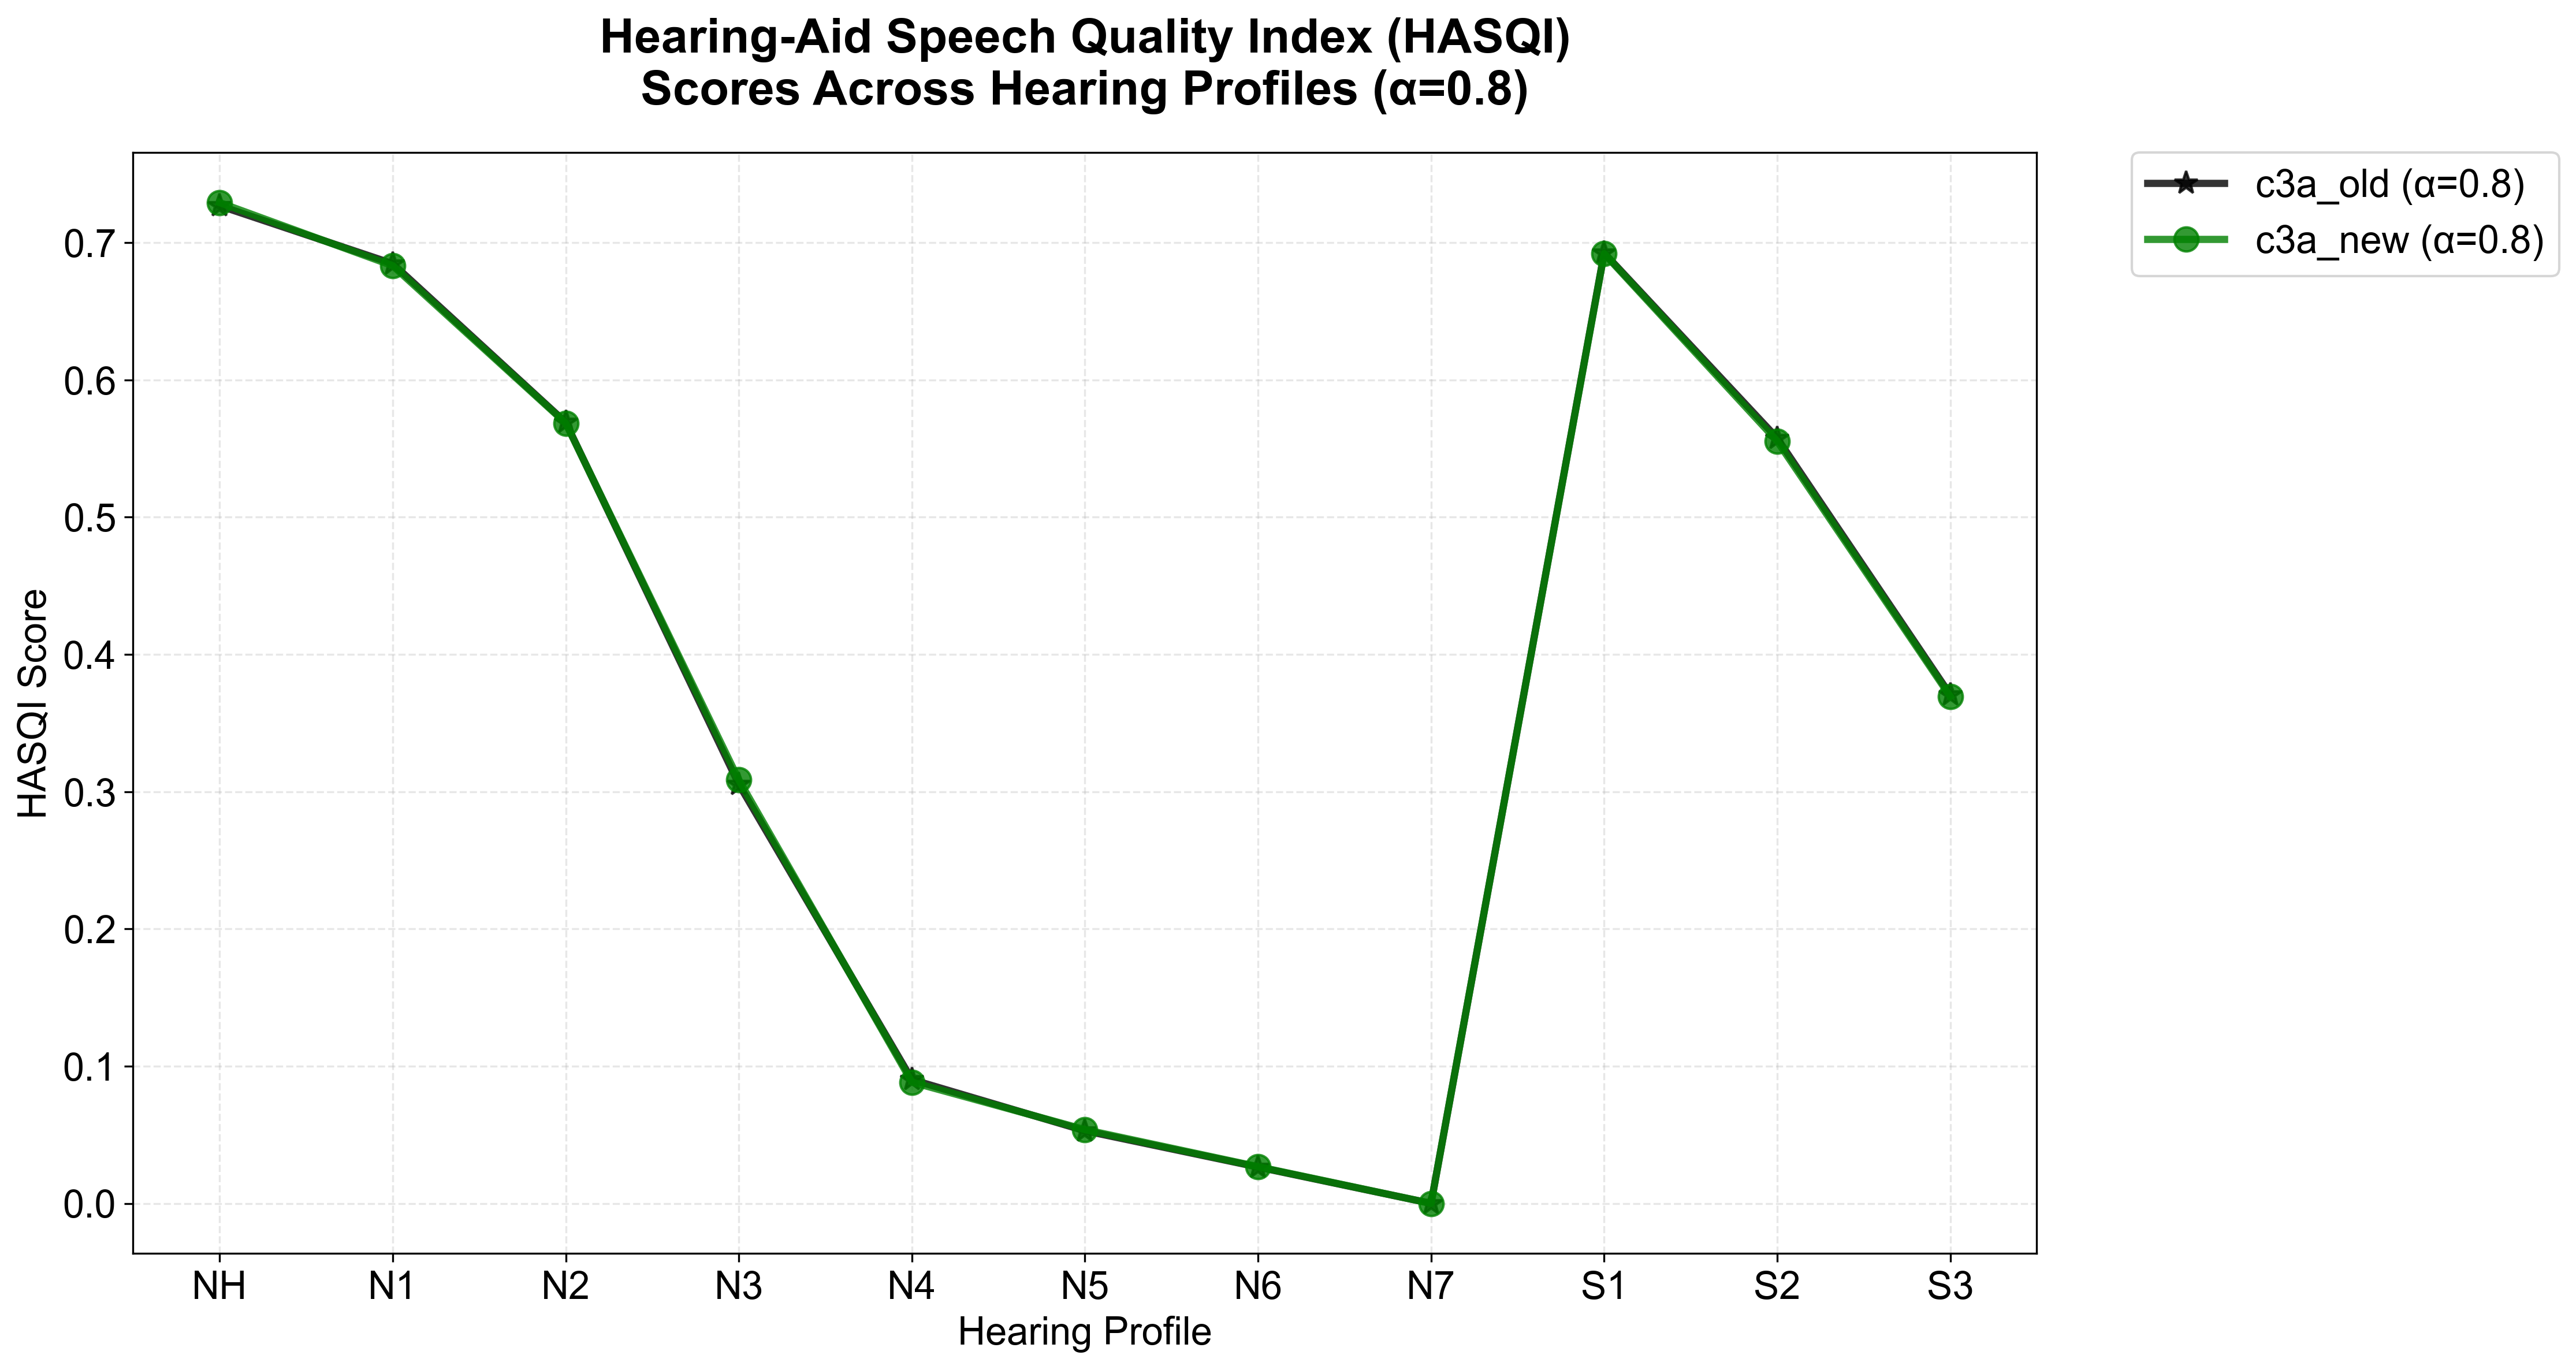 Hearing-Aid Speech Quality Index (HASQI)
Scores Across Hearing Profiles (α=0.8)
c3a_old (α=0.8)
c3a_new (α=0.8)
HASQI Score
0.7
0.6
0.5
0.4
0.3
0.2
0.1
0.0
NH N1 N2 N3 N4 N5 N6 N7 S1 S2 S3
Hearing Profile